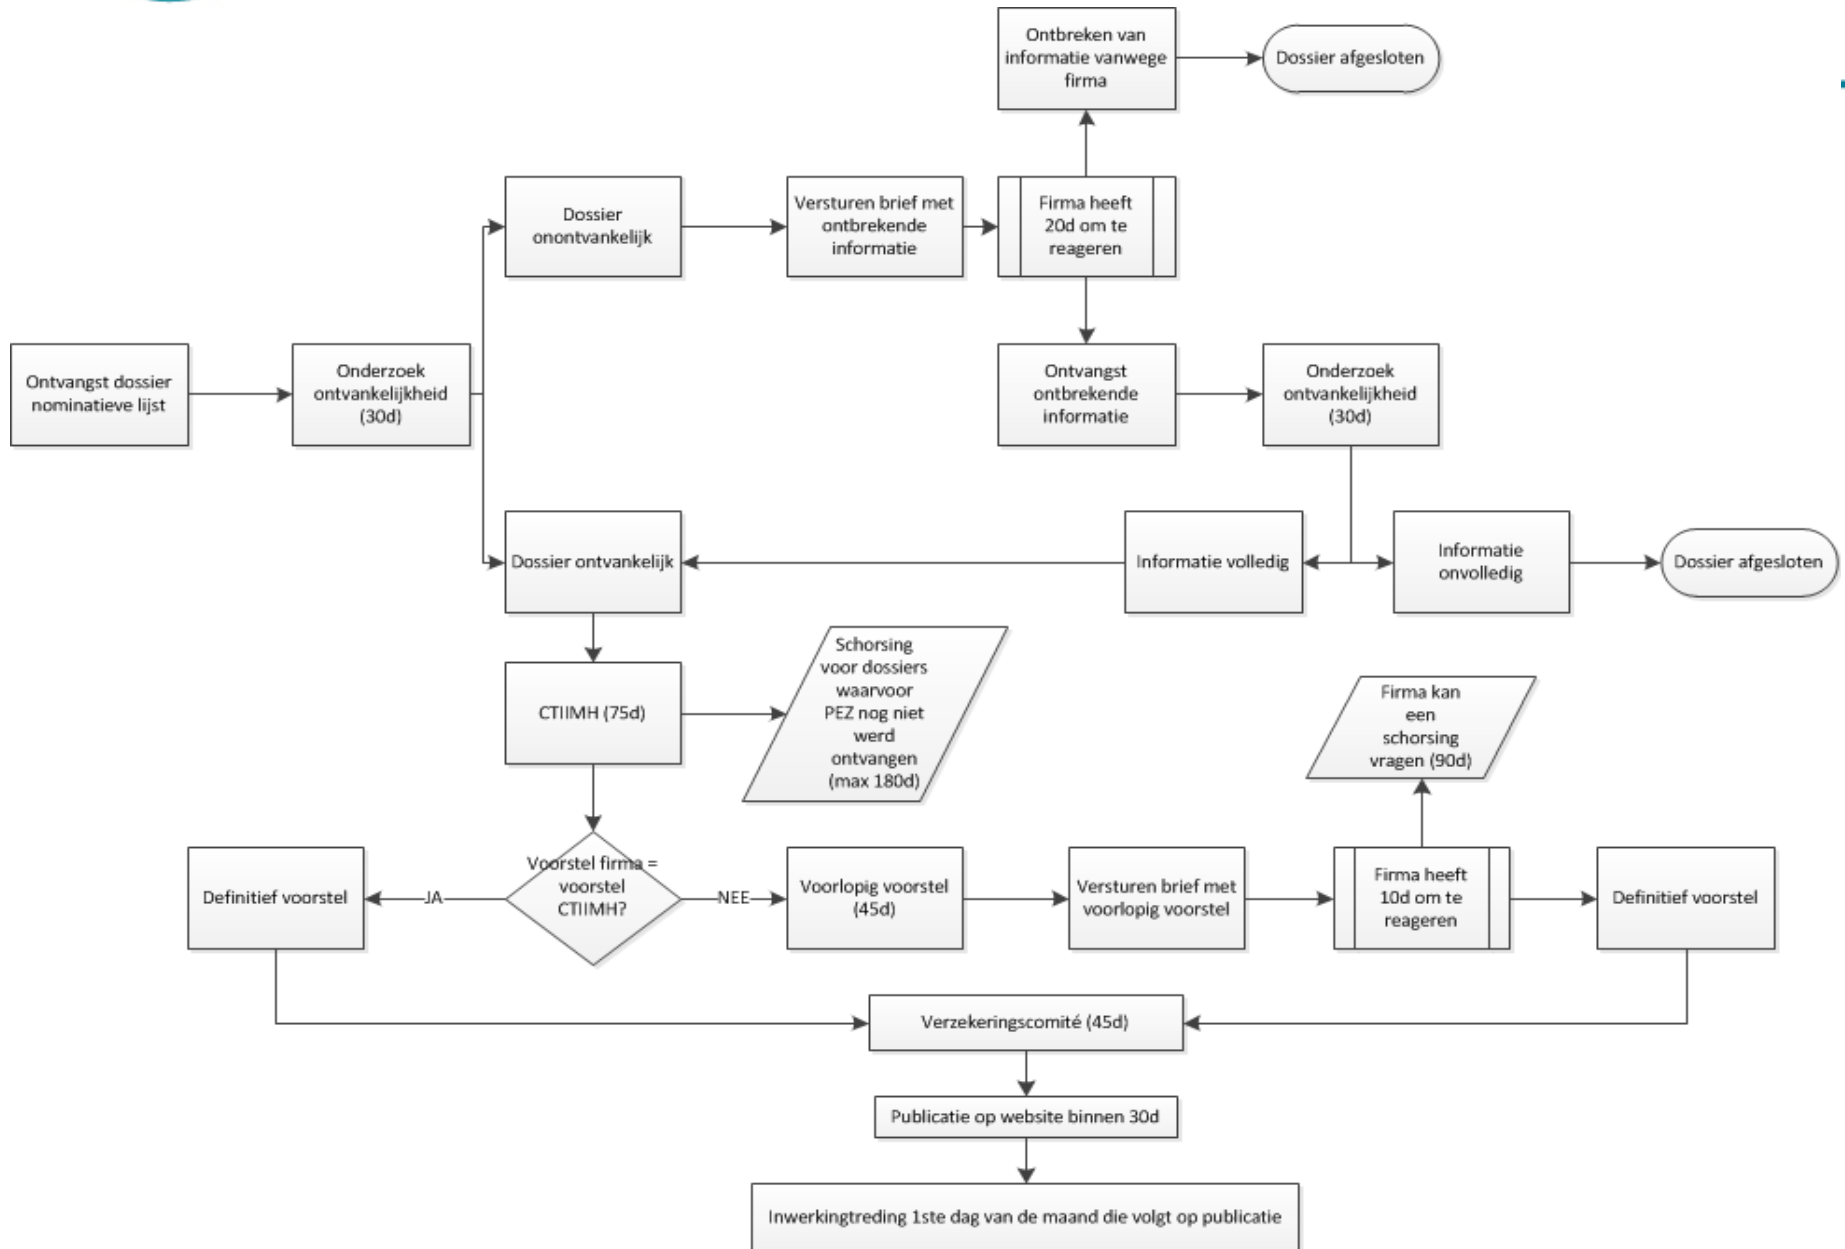 Ontbreken van
informatie vanwege
firma
Dossier afgesloten
Dossier
onontvankelijk
Versturen brief met
ontbrekende
informatie
Firma heeft
20d om te
reageren
Ontvangst dossier
nominatieve lijst
Onderzoek
ontvankelijkheid
(30d)
Ontvangst
ontbrekende
informatie
Onderzoek
ontvankelijkheid
(30d)
Dossier ontvankelijk
Informatie volledig
Informatie
onvolledig
Dossier afgesloten
CTIIMH (75d)
Schorsing
voor dossiers
waarvoor
PEZ nog niet
werd
ontvangen
(max 180d)
Firma kan
een
schorsing
vragen (90d)
Definitief voorstel
JA
Voorstel firma =
voorstel
CTIIMH?
NEE
Voorlopig voorstel
(45d)
Versturen brief met
voorlopig voorstel
Firma heeft
10d om te
reageren
Definitief voorstel
Verzekeringscomité (45d)
Publicatie op website binnen 30d
Inwerkingtreding 1ste dag van de maand die volgt op publicatie